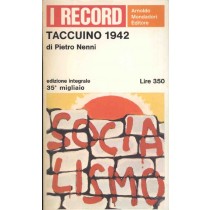 I RECORD
Arnoldo
Mondadori
Editore
TACCUINO 1942
di Pietro Nenni
edizione integrale
35° migliaio
Lire 350
SOCIA
LISMO